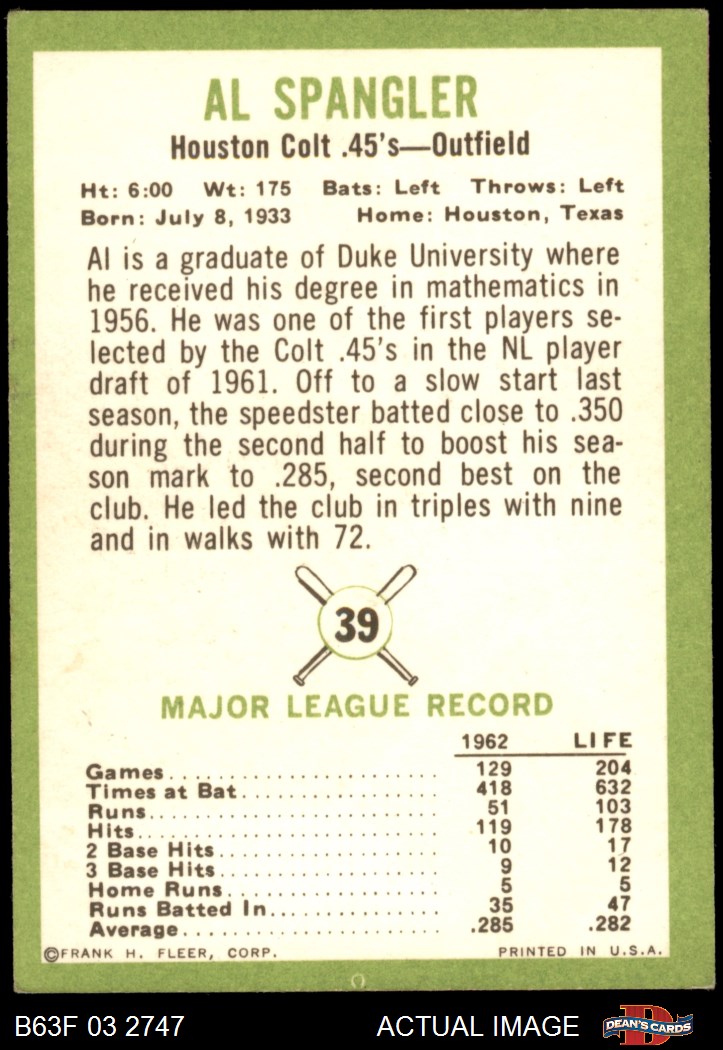 AL SPANGLER
Houston Colt .45's—Outfield
Ht: 6:00 Wt: 175 Bats: Left Throws: Left
Born: July 8, 1933 Home: Houston, Texas
Al is a graduate of Duke University where
he received his degree in mathematics in
1956. He was one of the first players se-
lected by the Colt .45's in the NL player
draft of 1961. Off to a slow start last
season, the speedster batted close to .350
during the second half to boost his sea-
son mark to .285, second best on the
club. He led the club in triples with nine
and in walks with 72.
39
MAJOR LEAGUE RECORD
1962 LIFE
Games........................ 129 204
Times at Bat................. 418 632
Runs......................... 51 103
Hits.......................... 119 178
2 Base Hits................... 10 17
3 Base Hits................... 9 12
Home Runs.................. 5 5
Runs Batted In............... 35 47
Average...................... .285 .282
©FRANK H. FLEER, CORP. PRINTED IN U.S.A.
B63F 03 2747 ACTUAL IMAGE D DEAN'S CARDS